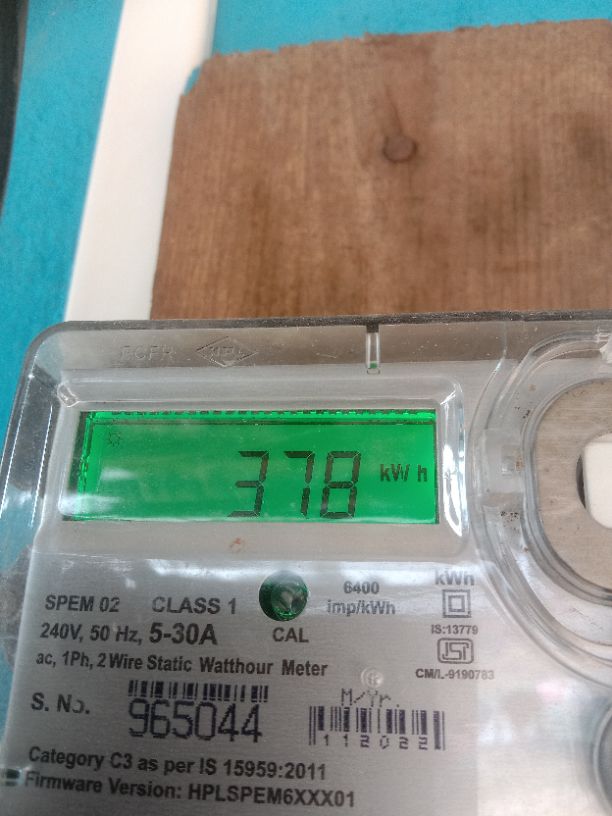 378 kWh
kWh
SPEM 02 CLASS 1 6400
imp/kWh
240V, 50 Hz, 5-30A CAL IS:13779
ac, 1Ph, 2 Wire Static Watthour Meter
ISI
CM/L-9190783
S. No. 965044
M/Yr.
112022
Category C3 as per IS 15959:2011
Firmware Version: HPLSPEM6XXX01